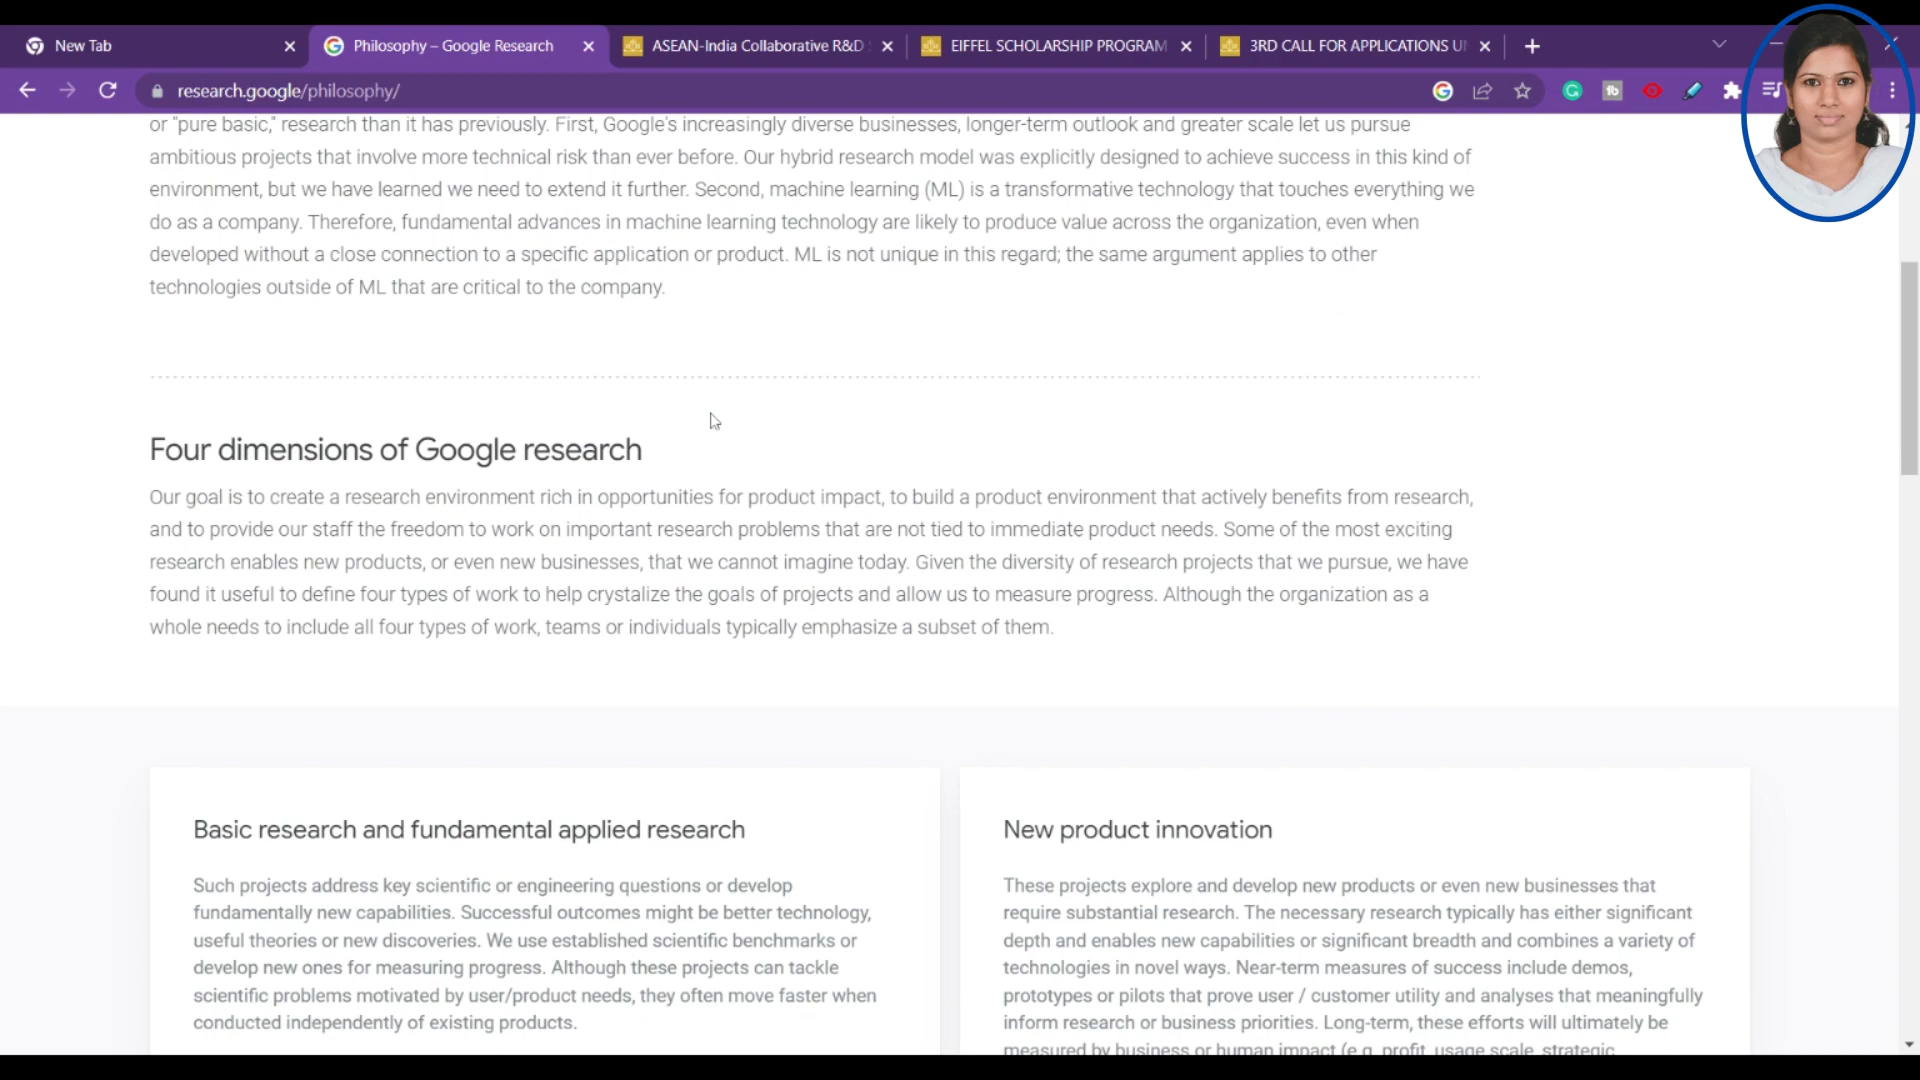 New Tab
Philosophy – Google Research
ASEAN-India Collaborative R&D
EIFFEL SCHOLARSHIP PROGRAM
3RD CALL FOR APPLICATIONS
research.google/philosophy/
or "pure basic," research than it has previously. First, Google's increasingly diverse businesses, longer-term outlook and greater scale let us pursue
ambitious projects that involve more technical risk than ever before. Our hybrid research model was explicitly designed to achieve success in this kind of
environment, but we have learned we need to extend it further. Second, machine learning (ML) is a transformative technology that touches everything we
do as a company. Therefore, fundamental advances in machine learning technology are likely to produce value across the organization, even when
developed without a close connection to a specific application or product. ML is not unique in this regard; the same argument applies to other
technologies outside of ML that are critical to the company.
Four dimensions of Google research
Our goal is to create a research environment rich in opportunities for product impact, to build a product environment that actively benefits from research,
and to provide our staff the freedom to work on important research problems that are not tied to immediate product needs. Some of the most exciting
research enables new products, or even new businesses, that we cannot imagine today. Given the diversity of research projects that we pursue, we have
found it useful to define four types of work to help crystalize the goals of projects and allow us to measure progress. Although the organization as a
whole needs to include all four types of work, teams or individuals typically emphasize a subset of them.
Basic research and fundamental applied research
Such projects address key scientific or engineering questions or develop
fundamentally new capabilities. Successful outcomes might be better technology,
useful theories or new discoveries. We use established scientific benchmarks or
develop new ones for measuring progress. Although these projects can tackle
scientific problems motivated by user/product needs, they often move faster when
conducted independently of existing products.
New product innovation
These projects explore and develop new products or even new businesses that
require substantial research. The necessary research typically has either significant
depth and enables new capabilities or significant breadth and combines a variety of
technologies in novel ways. Near-term measures of success include demos,
prototypes or pilots that prove user / customer utility and analyses that meaningfully
inform research or business priorities. Long-term, these efforts will ultimately be
measured by business or human impact (e.g. profit, usage scale, strategic